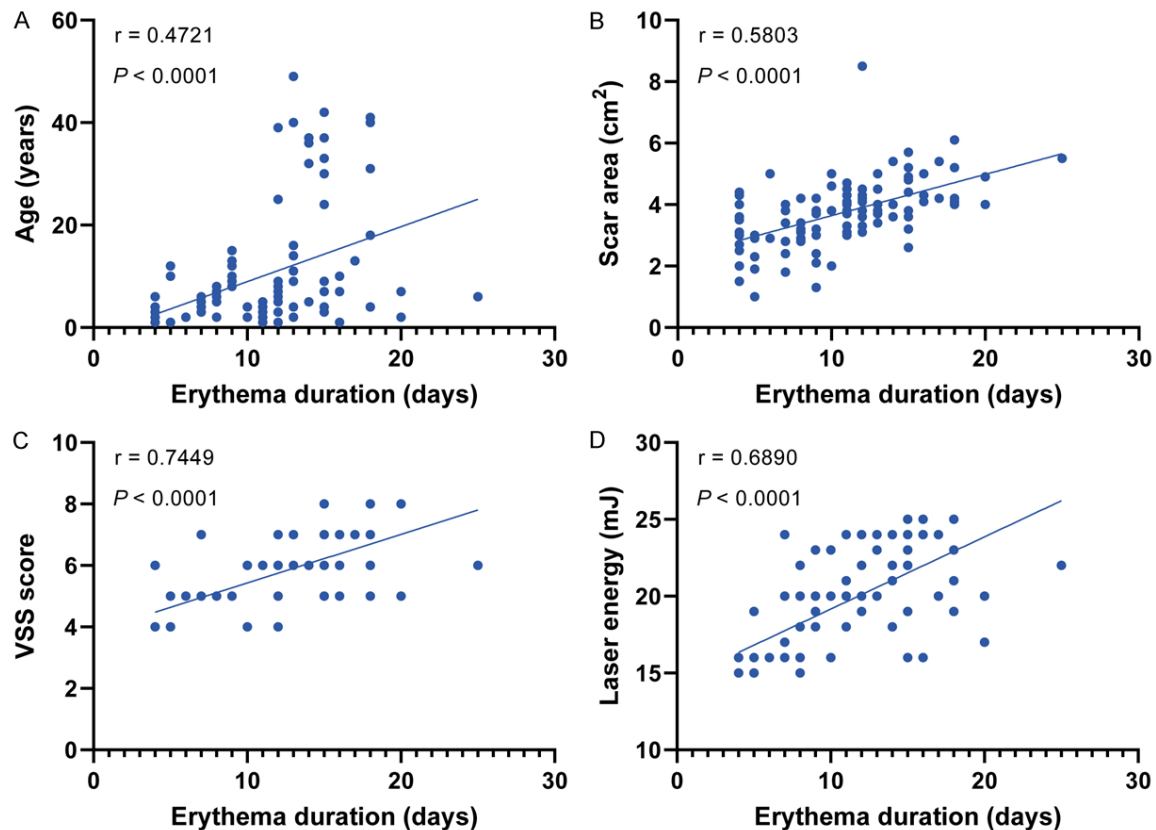 A
r = 0.4721
P < 0.0001
Age (years)
60
40
20
0
0 10 20 30
Erythema duration (days)
B
r = 0.5803
P < 0.0001
Scar area (cm²)
10
8
6
4
2
0
0 10 20 30
Erythema duration (days)
C
r = 0.7449
P < 0.0001
VSS score
10
8
6
4
2
0
0 10 20 30
Erythema duration (days)
D
r = 0.6890
P < 0.0001
Laser energy (mJ)
30
25
20
15
10
0 10 20 30
Erythema duration (days)